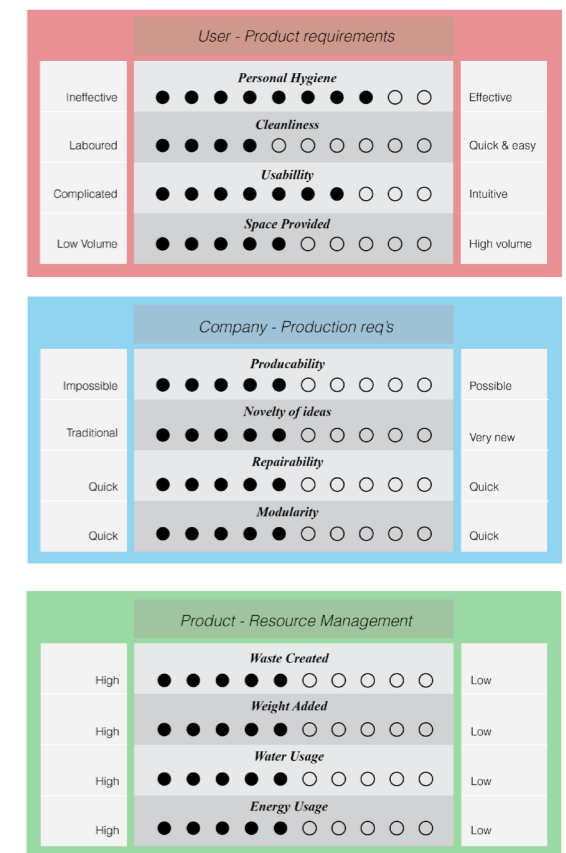 User - Product requirements
Personal Hygiene
Ineffective Effective
Cleanliness
Laboured Quick & easy
Usabillity
Complicated Intuitive
Space Provided
Low Volume High volume
Company - Production req's
Producability
Impossible Possible
Novelty of ideas
Traditional Very new
Repairability
Quick Quick
Modularity
Quick Quick
Product - Resource Management
Waste Created
High Low
Weight Added
High Low
Water Usage
High Low
Energy Usage
High Low